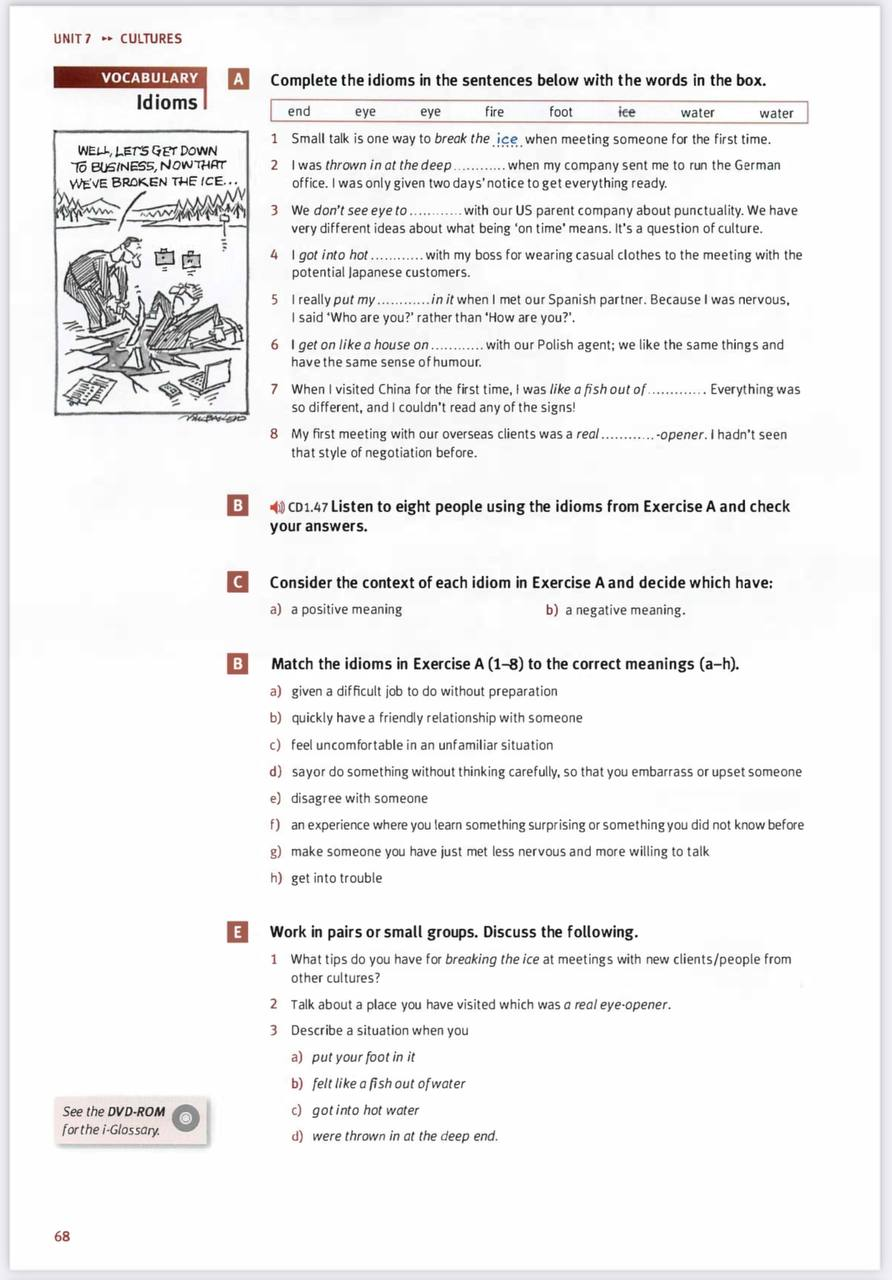 UNIT 7 ▸▸ CULTURES
VOCABULARY
Idioms
WELL, LET'S GET DOWN
TO BUSINESS, NOW THAT
WE'VE BROKEN THE ICE...
A Complete the idioms in the sentences below with the words in the box.
end eye eye fire foot ice water water
1 Small talk is one way to break the ice when meeting someone for the first time.
2 I was thrown in at the deep ............ when my company sent me to run the German
office. I was only given two days' notice to get everything ready.
3 We don't see eye to ............ with our US parent company about punctuality. We have
very different ideas about what being 'on time' means. It's a question of culture.
4 I got into hot ............ with my boss for wearing casual clothes to the meeting with the
potential Japanese customers.
5 I really put my ............ in it when I met our Spanish partner. Because I was nervous,
I said 'Who are you?' rather than 'How are you?'.
6 I get on like a house on ............ with our Polish agent; we like the same things and
have the same sense of humour.
7 When I visited China for the first time, I was like a fish out of ............. Everything was
so different, and I couldn't read any of the signs!
8 My first meeting with our overseas clients was a real ............-opener. I hadn't seen
that style of negotiation before.
B CD1.47 Listen to eight people using the idioms from Exercise A and check
your answers.
C Consider the context of each idiom in Exercise A and decide which have:
a) a positive meaning b) a negative meaning.
B Match the idioms in Exercise A (1–8) to the correct meanings (a–h).
a) given a difficult job to do without preparation
b) quickly have a friendly relationship with someone
c) feel uncomfortable in an unfamiliar situation
d) sayor do something without thinking carefully, so that you embarrass or upset someone
e) disagree with someone
f) an experience where you learn something surprising or something you did not know before
g) make someone you have just met less nervous and more willing to talk
h) get into trouble
E Work in pairs or small groups. Discuss the following.
1 What tips do you have for breaking the ice at meetings with new clients/people from
other cultures?
2 Talk about a place you have visited which was a real eye-opener.
3 Describe a situation when you
a) put your foot in it
b) felt like a fish out of water
c) got into hot water
d) were thrown in at the deep end.
See the DVD-ROM
for the i-Glossary.
68